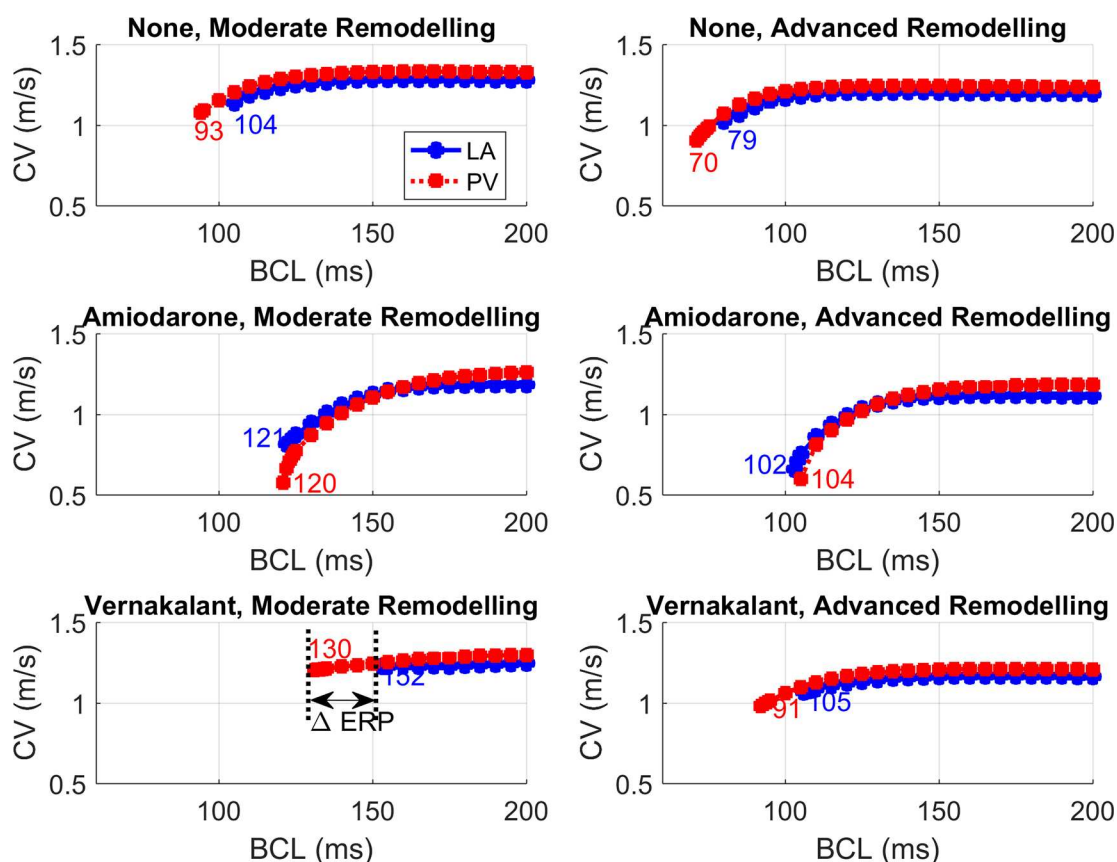 None, Moderate Remodelling
1.5
1
0.5
CV (m/s)
93
104
LA
PV
100
150
200
BCL (ms)
None, Advanced Remodelling
1.5
1
0.5
CV (m/s)
70
79
100
150
200
BCL (ms)
Amiodarone, Moderate Remodelling
1.5
1
0.5
CV (m/s)
121
120
100
150
200
BCL (ms)
Amiodarone, Advanced Remodelling
1.5
1
0.5
CV (m/s)
102
104
100
150
200
BCL (ms)
Vernakalant, Moderate Remodelling
1.5
1
0.5
CV (m/s)
130
152
Δ ERP
100
150
200
BCL (ms)
Vernakalant, Advanced Remodelling
1.5
1
0.5
CV (m/s)
91
105
100
150
200
BCL (ms)